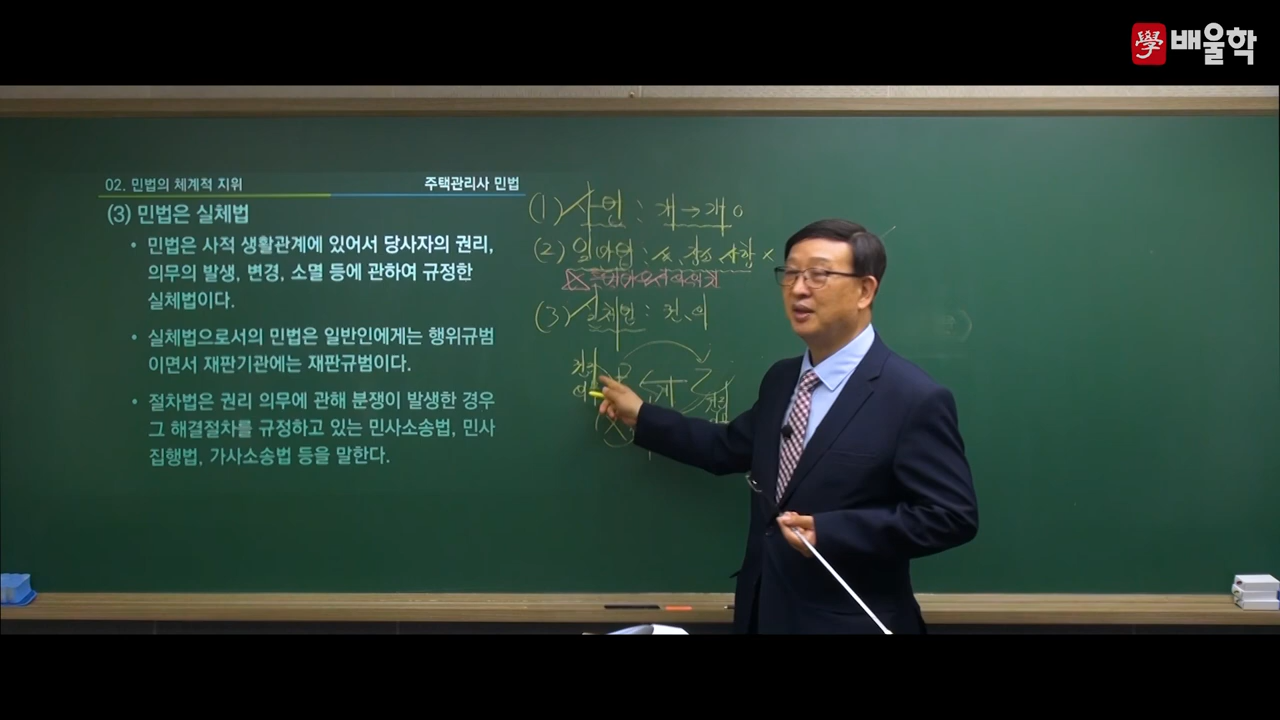 學 배울학
02. 민법의 체계적 지위
주택관리사 민법
(3) 민법은 실체법
• 민법은 사적 생활관계에 있어서 당사자의 권리,
의무의 발생, 변경, 소멸 등에 관하여 규정한
실체법이다.
• 실체법으로서의 민법은 일반인에게는 행위규범
이면서 재판기관에는 재판규범이다.
• 절차법은 권리 의무에 관해 분쟁이 발생한 경우
그 해결절차를 규정하고 있는 민사소송법, 민사
집행법, 가사소송법 등을 말한다.
(1) 사법 : 개→개 o
(2) 일반법 : 사람 x
(3) 실체법 : 권, 의